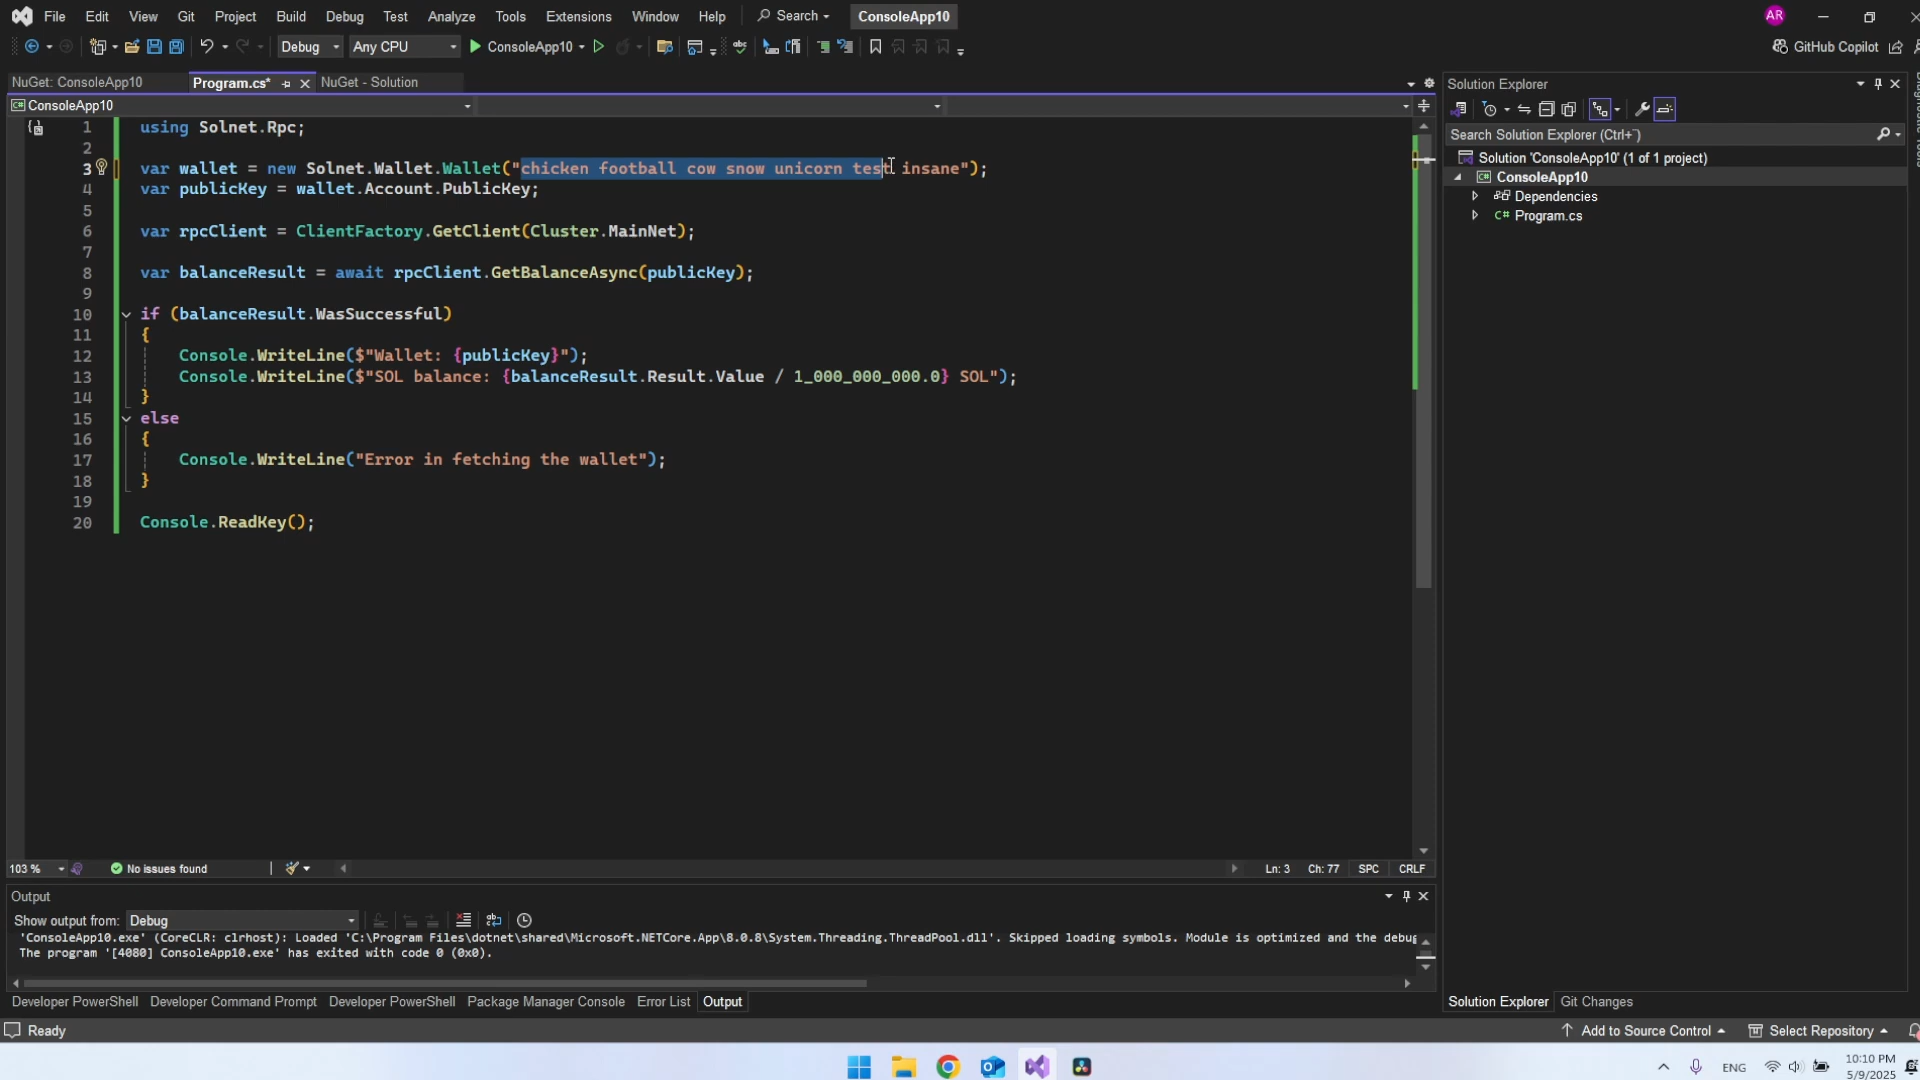 File Edit View Git Project Build Debug Test Analyze Tools Extensions Window Help Search ConsoleApp10 AR
Debug Any CPU ConsoleApp10 GitHub Copilot
NuGet: ConsoleApp10 Program.cs* NuGet - Solution
C# ConsoleApp10
1 using Solnet.Rpc;
2
3 var wallet = new Solnet.Wallet.Wallet("chicken football cow snow unicorn test insane");
4 var publicKey = wallet.Account.PublicKey;
5
6 var rpcClient = ClientFactory.GetClient(Cluster.MainNet);
7
8 var balanceResult = await rpcClient.GetBalanceAsync(publicKey);
9
10 if (balanceResult.WasSuccessful)
11 {
12 Console.WriteLine($"Wallet: {publicKey}");
13 Console.WriteLine($"SOL balance: {balanceResult.Result.Value / 1_000_000_000.0} SOL");
14 }
15 else
16 {
17 Console.WriteLine("Error in fetching the wallet");
18 }
19
20 Console.ReadKey();
103 % No issues found Ln: 3 Ch: 77 SPC CRLF
Output
Show output from: Debug
'ConsoleApp10.exe' (CoreCLR: clrhost): Loaded 'C:\Program Files\dotnet\shared\Microsoft.NETCore.App\8.0.8\System.Threading.ThreadPool.dll'. Skipped loading symbols. Module is optimized and the debug
The program '[4080] ConsoleApp10.exe' has exited with code 0 (0x0).
Developer PowerShell Developer Command Prompt Developer PowerShell Package Manager Console Error List Output
Solution Explorer
Search Solution Explorer (Ctrl+¨)
Solution 'ConsoleApp10' (1 of 1 project)
C# ConsoleApp10
Dependencies
C# Program.cs
Solution Explorer Git Changes
Ready Add to Source Control Select Repository
ENG 10:10 PM
5/9/2025